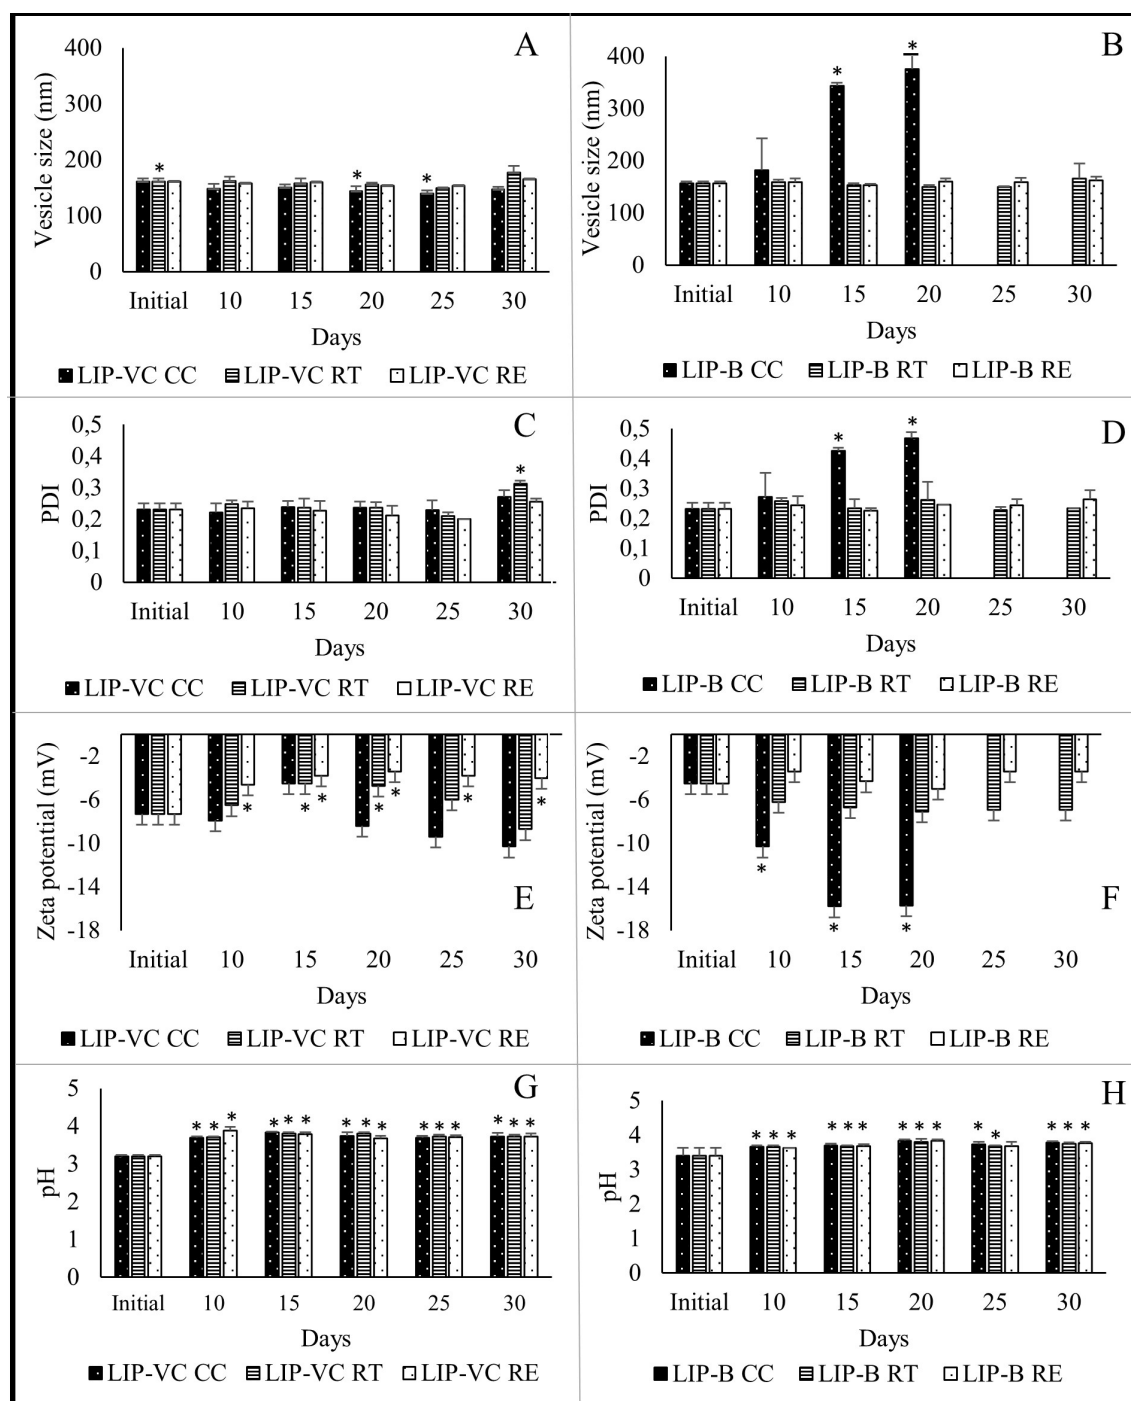 A
400
300
200
100
0
Vesicle size (nm)
* * *
Initial 10 15 20 25 30
Days
LIP-VC CC LIP-VC RT LIP-VC RE
B
400
300
200
100
0
Vesicle size (nm)
* *
Initial 10 15 20 25 30
Days
LIP-B CC LIP-B RT LIP-B RE
C
0,5
0,4
0,3
0,2
0,1
0
PDI
*
Initial 10 15 20 25 30
Days
LIP-VC CC LIP-VC RT LIP-VC RE
D
0,5
0,4
0,3
0,2
0,1
0
PDI
* *
Initial 10 15 20 25 30
Days
LIP-B CC LIP-B RT LIP-B RE
-2
-6
-10
-14
-18
Zeta potential (mV)
* * * * * * *
E
Initial 10 15 20 25 30
Days
LIP-VC CC LIP-VC RT LIP-VC RE
-2
-6
-10
-14
-18
Zeta potential (mV)
* * *
F
Initial 10 15 20 25 30
Days
LIP-B CC LIP-B RT LIP-B RE
G
5
4
3
2
1
0
pH
* * * * * * * * * * * * * * *
Initial 10 15 20 25 30
Days
LIP-VC CC LIP-VC RT LIP-VC RE
H
5
4
3
2
1
0
pH
* * * * * * * * * * * * * *
Initial 10 15 20 25 30
Days
LIP-B CC LIP-B RT LIP-B RE